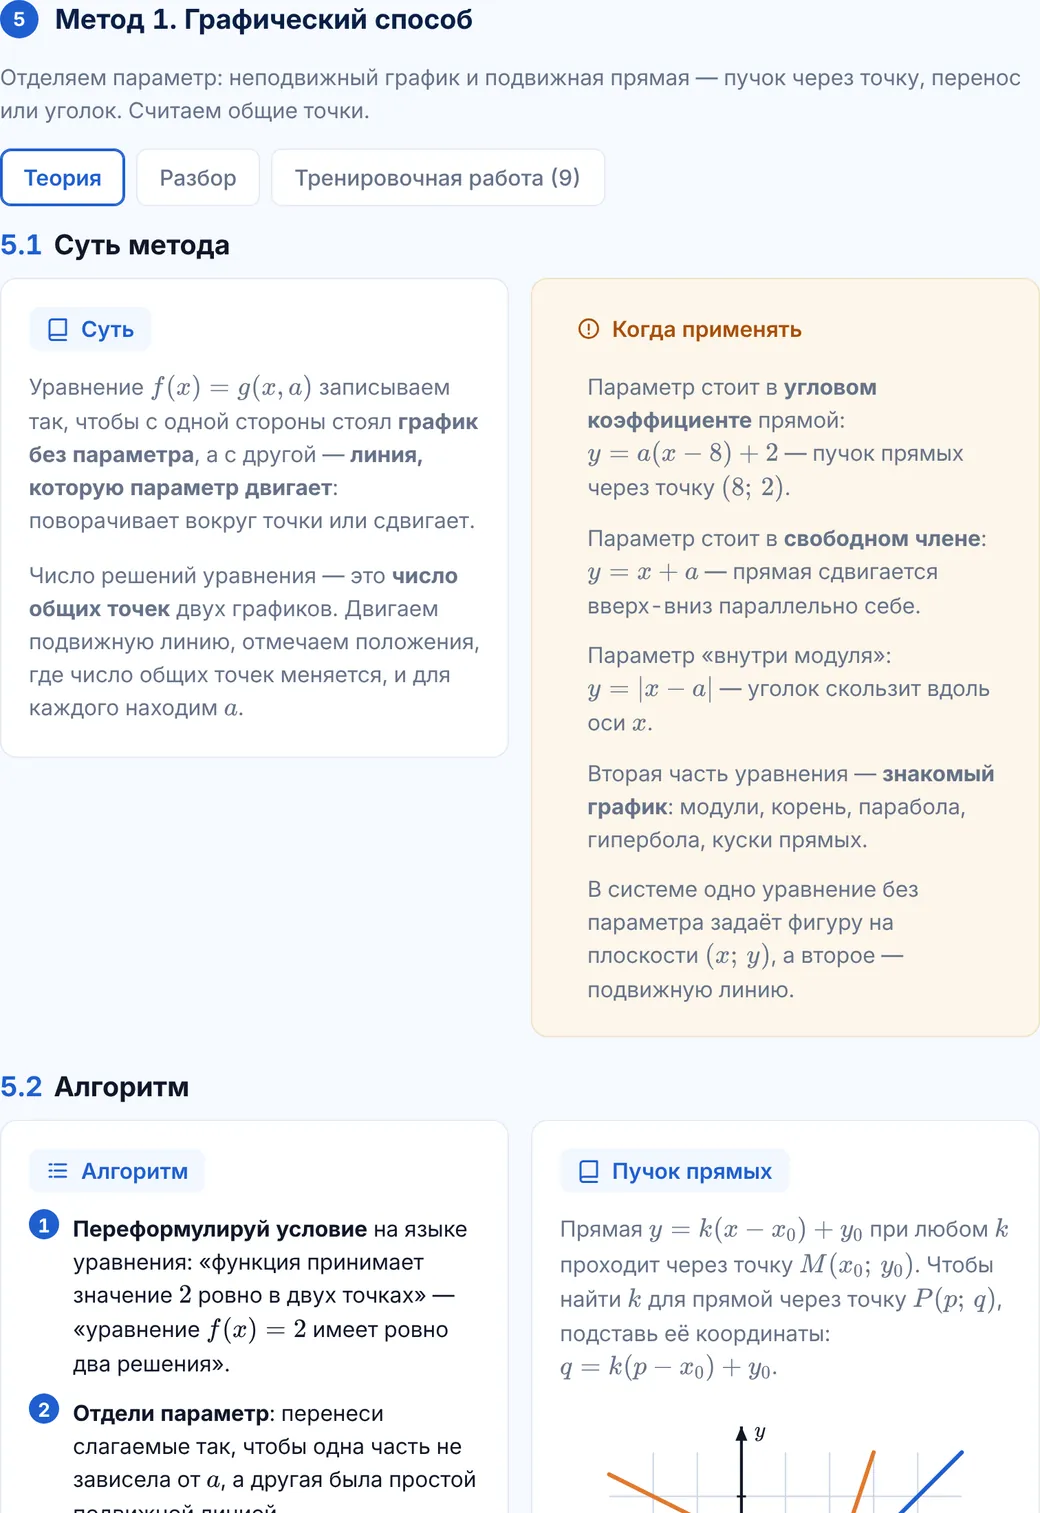 5 Метод 1. Графический способ
Отделяем параметр: неподвижный график и подвижная прямая — пучок через точку, перенос
или уголок. Считаем общие точки.
Теория Разбор Тренировочная работа (9)
5.1 Суть метода
Суть
Уравнение f(x) = g(x, a) записываем
так, чтобы с одной стороны стоял график
без параметра, а с другой — линия,
которую параметр двигает:
поворачивает вокруг точки или сдвигает.
Число решений уравнения — это число
общих точек двух графиков. Двигаем
подвижную линию, отмечаем положения,
где число общих точек меняется, и для
каждого находим a.
Когда применять
Параметр стоит в угловом
коэффициенте прямой:
y = a(x − 8) + 2 — пучок прямых
через точку (8; 2).
Параметр стоит в свободном члене:
y = x + a — прямая сдвигается
вверх-вниз параллельно себе.
Параметр «внутри модуля»:
y = |x − a| — уголок скользит вдоль
оси x.
Вторая часть уравнения — знакомый
график: модули, корень, парабола,
гипербола, куски прямых.
В системе одно уравнение без
параметра задаёт фигуру на
плоскости (x; y), а второе —
подвижную линию.
5.2 Алгоритм
Алгоритм
1 Переформулируй условие на языке
уравнения: «функция принимает
значение 2 ровно в двух точках» —
«уравнение f(x) = 2 имеет ровно
два решения».
2 Отдели параметр: перенеси
слагаемые так, чтобы одна часть не
зависела от a, а другая была простой
подвижной линией
Пучок прямых
Прямая y = k(x − x₀) + y₀ при любом k
проходит через точку M(x₀; y₀). Чтобы
найти k для прямой через точку P(p; q),
подставь её координаты:
q = k(p − x₀) + y₀.
y